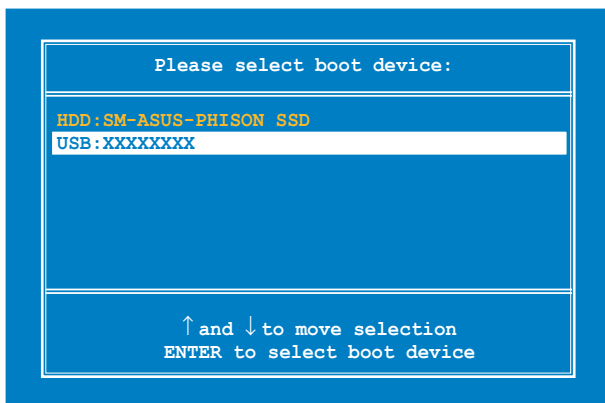 Please select boot device:
HDD:SM-ASUS-PHISON SSD
USB:XXXXXXXX
↑ and ↓ to move selection
ENTER to select boot device